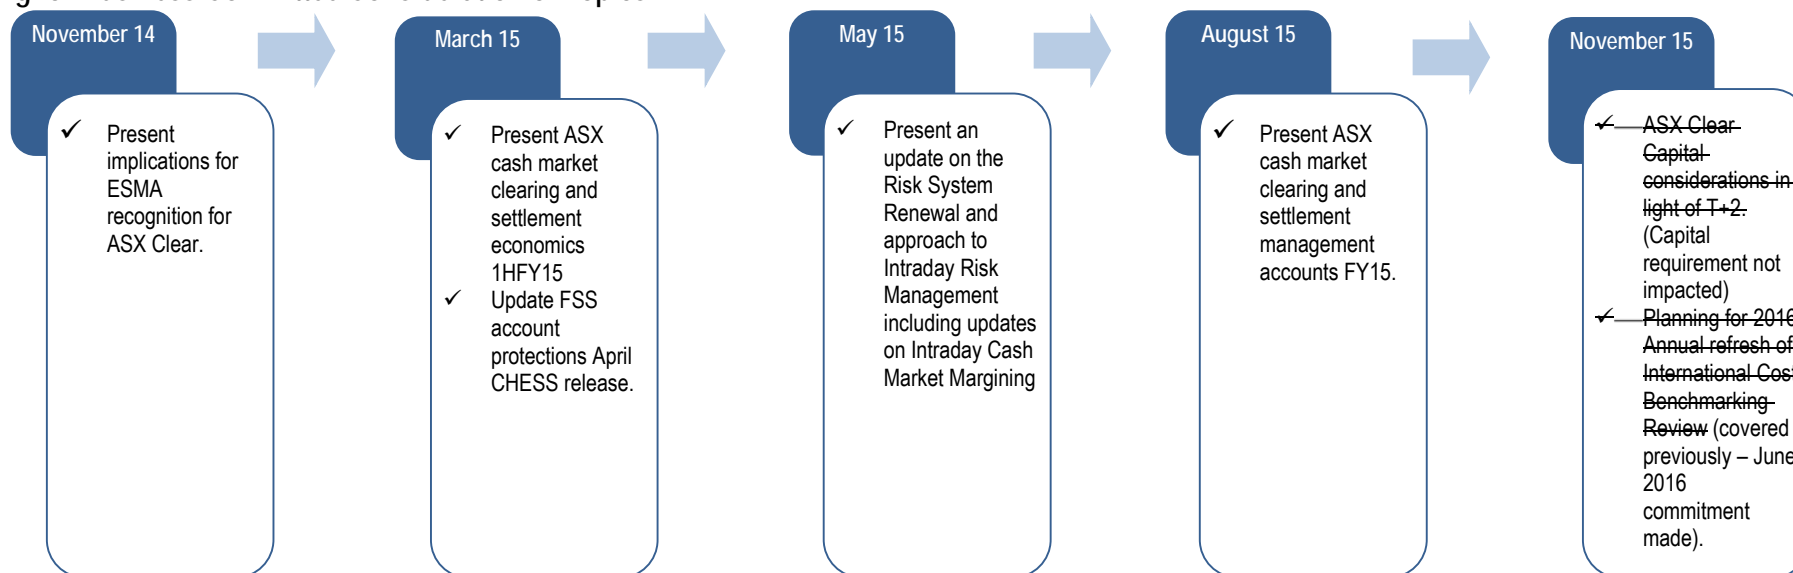 November 14
✓ Present
implications for
ESMA
recognition for
ASX Clear.
March 15
✓ Present ASX
cash market
clearing and
settlement
economics
1HFY15
✓ Update FSS
account
protections April
CHESS release.
May 15
✓ Present an
update on the
Risk System
Renewal and
approach to
Intraday Risk
Management
including updates
on Intraday Cash
Market Margining
August 15
✓ Present ASX
cash market
clearing and
settlement
management
accounts FY15.
November 15
✓ ASX Clear
Capital
considerations in
light of T+2.
(Capital
requirement not
impacted)
✓ Planning for 2016
Annual refresh of
International Cost
Benchmarking
Review (covered
previously – June
2016
commitment
made).